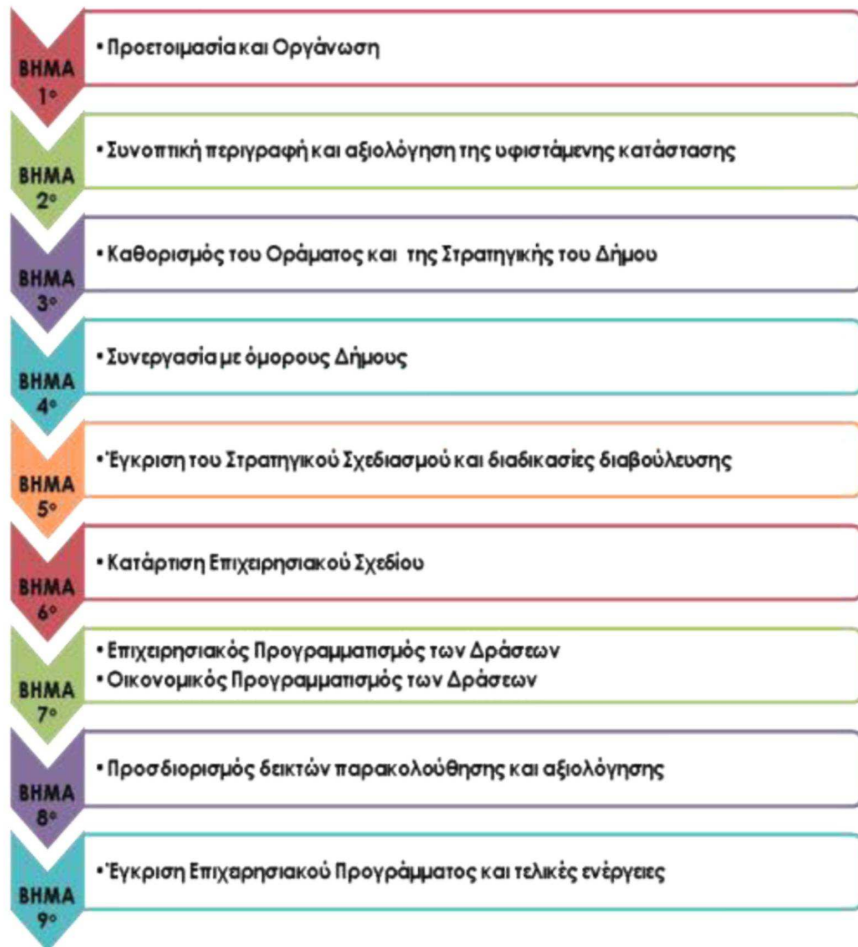 ΒΗΜΑ 1ο
• Προετοιμασία και Οργάνωση
ΒΗΜΑ 2ο
• Συνοπτική περιγραφή και αξιολόγηση της υφιστάμενης κατάστασης
ΒΗΜΑ 3ο
• Καθορισμός του Οράματος και της Στρατηγικής του Δήμου
ΒΗΜΑ 4ο
• Συνεργασία με όμορους Δήμους
ΒΗΜΑ 5ο
• Έγκριση του Στρατηγικού Σχεδιασμού και διαδικασίες διαβούλευσης
ΒΗΜΑ 6ο
• Κατάρτιση Επιχειρησιακού Σχεδίου
ΒΗΜΑ 7ο
• Επιχειρησιακός Προγραμματισμός των Δράσεων
• Οικονομικός Προγραμματισμός των Δράσεων
ΒΗΜΑ 8ο
• Προσδιορισμός δεικτών παρακολούθησης και αξιολόγησης
ΒΗΜΑ 9ο
• Έγκριση Επιχειρησιακού Προγράμματος και τελικές ενέργειες